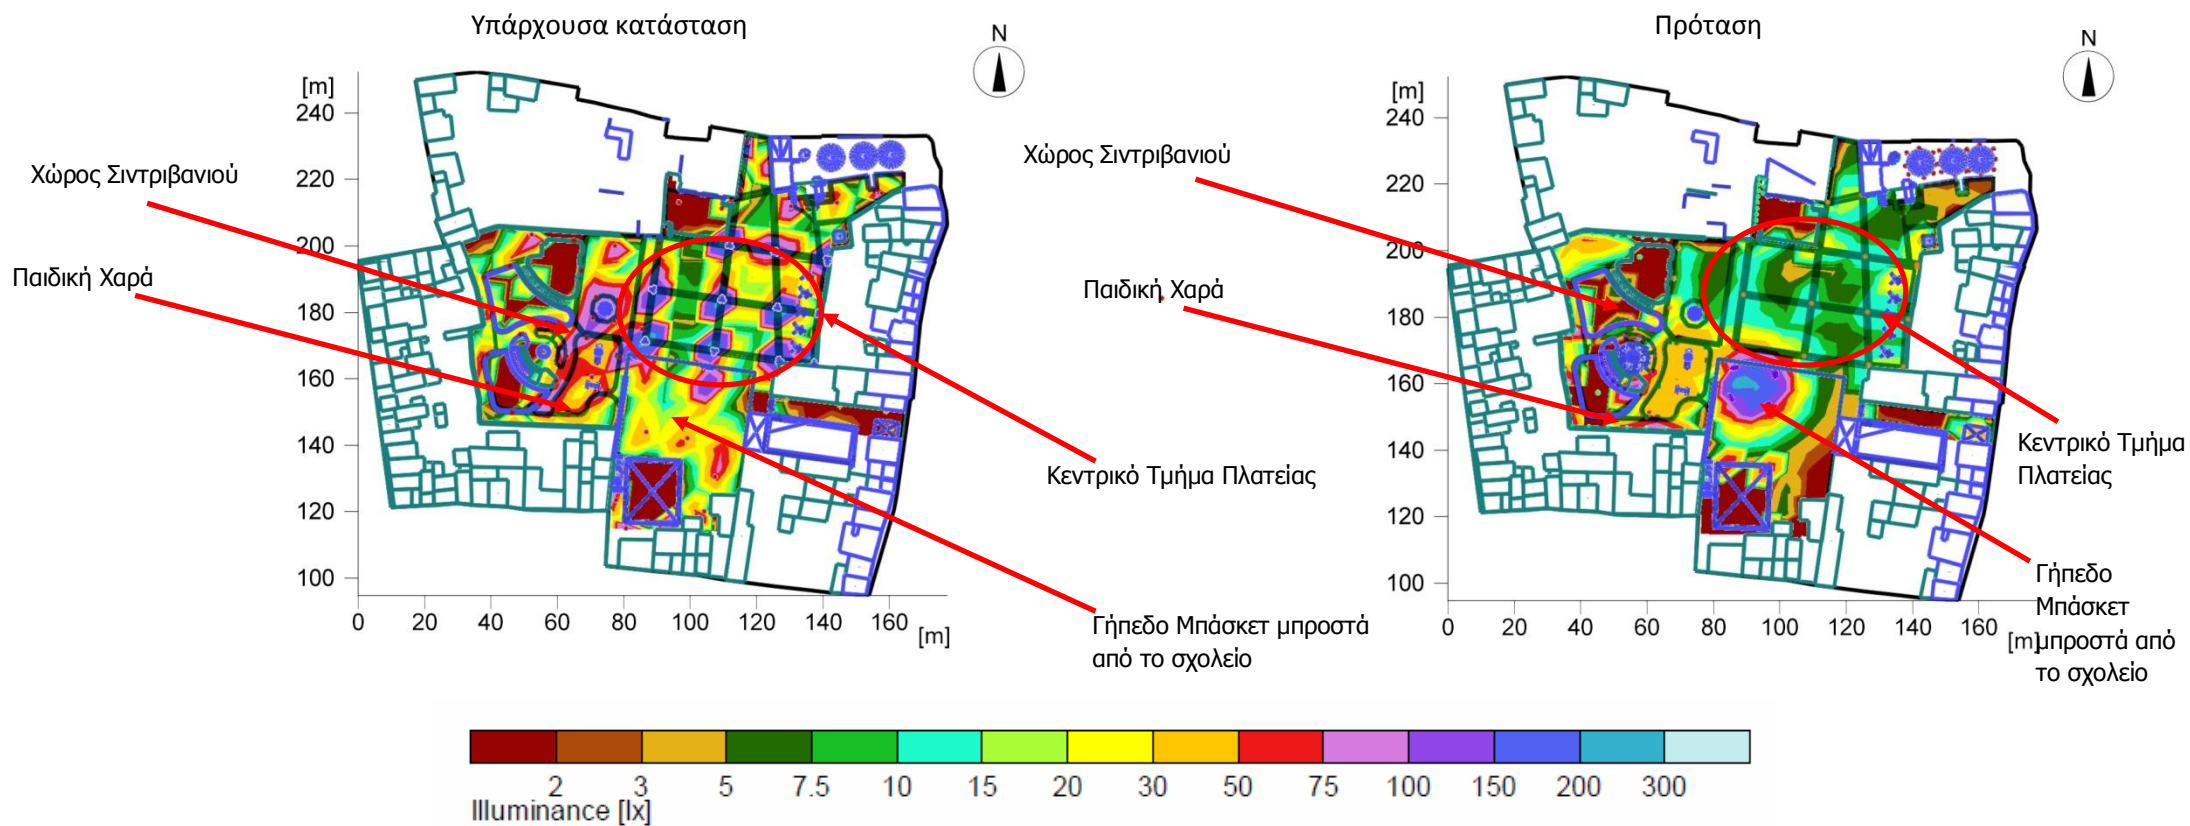 Υπάρχουσα κατάσταση
N
[m]
240
220
200
180
160
140
120
100
0 20 40 60 80 100 120 140 160
[m]
Χώρος Σιντριβανιού
Παιδική Χαρά
Κεντρικό Τμήμα Πλατείας
Γήπεδο Μπάσκετ μπροστά
από το σχολείο
Πρόταση
N
[m]
240
220
200
180
160
140
120
100
0 20 40 60 80 100 120 140 160
[m]
Χώρος Σιντριβανιού
Παιδική Χαρά
Κεντρικό Τμήμα
Πλατείας
Γήπεδο
Μπάσκετ
μπροστά από
το σχολείο
2 3 5 7.5 10 15 20 30 50 75 100 150 200 300
Illuminance [lx]